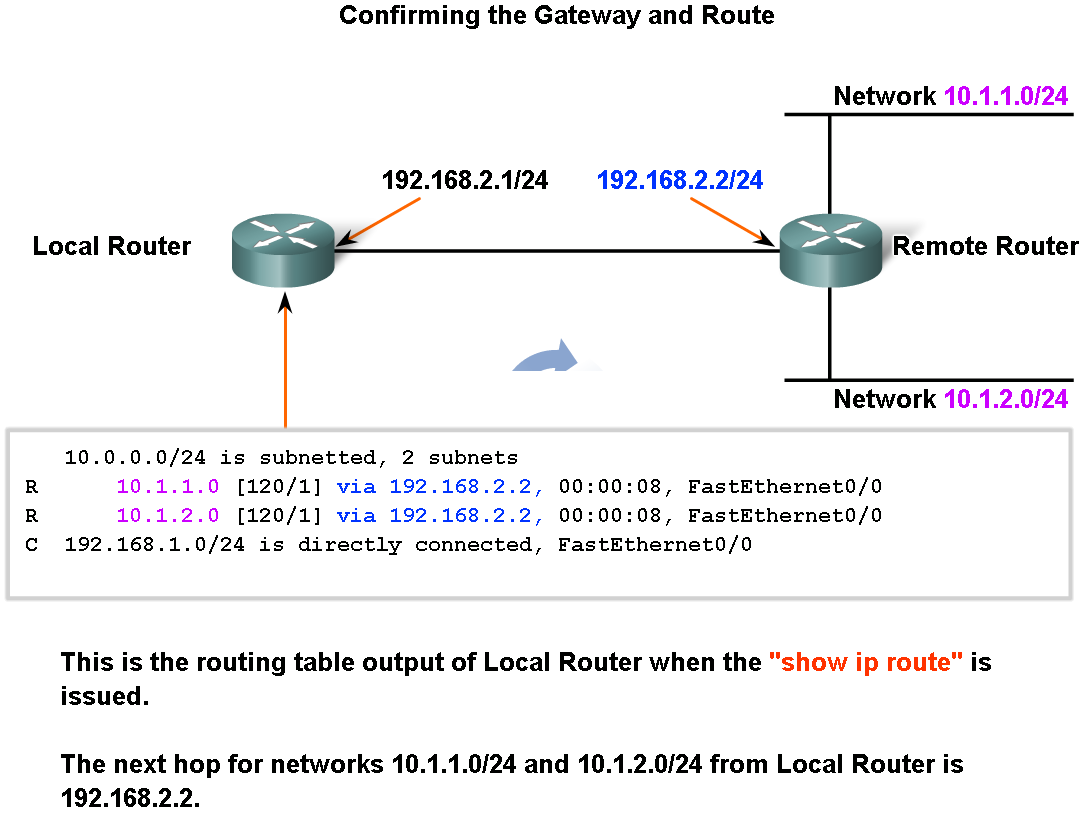 Confirming the Gateway and Route
Network 10.1.1.0/24
192.168.2.1/24
192.168.2.2/24
Local Router
Remote Router
Network 10.1.2.0/24
10.0.0.0/24 is subnetted, 2 subnets
R 10.1.1.0 [120/1] via 192.168.2.2, 00:00:08, FastEthernet0/0
R 10.1.2.0 [120/1] via 192.168.2.2, 00:00:08, FastEthernet0/0
C 192.168.1.0/24 is directly connected, FastEthernet0/0
This is the routing table output of Local Router when the "show ip route" is
issued.
The next hop for networks 10.1.1.0/24 and 10.1.2.0/24 from Local Router is
192.168.2.2.